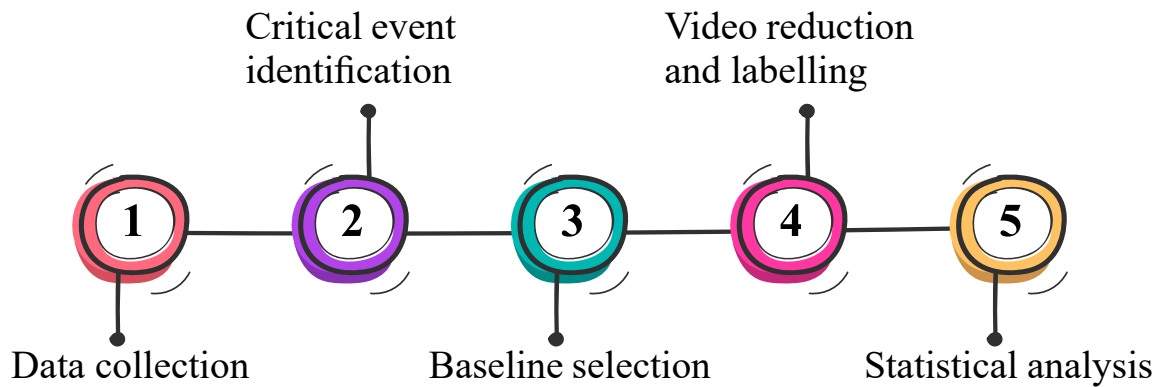 Critical event
identification
Video reduction
and labelling
1
2
3
4
5
Data collection
Baseline selection
Statistical analysis